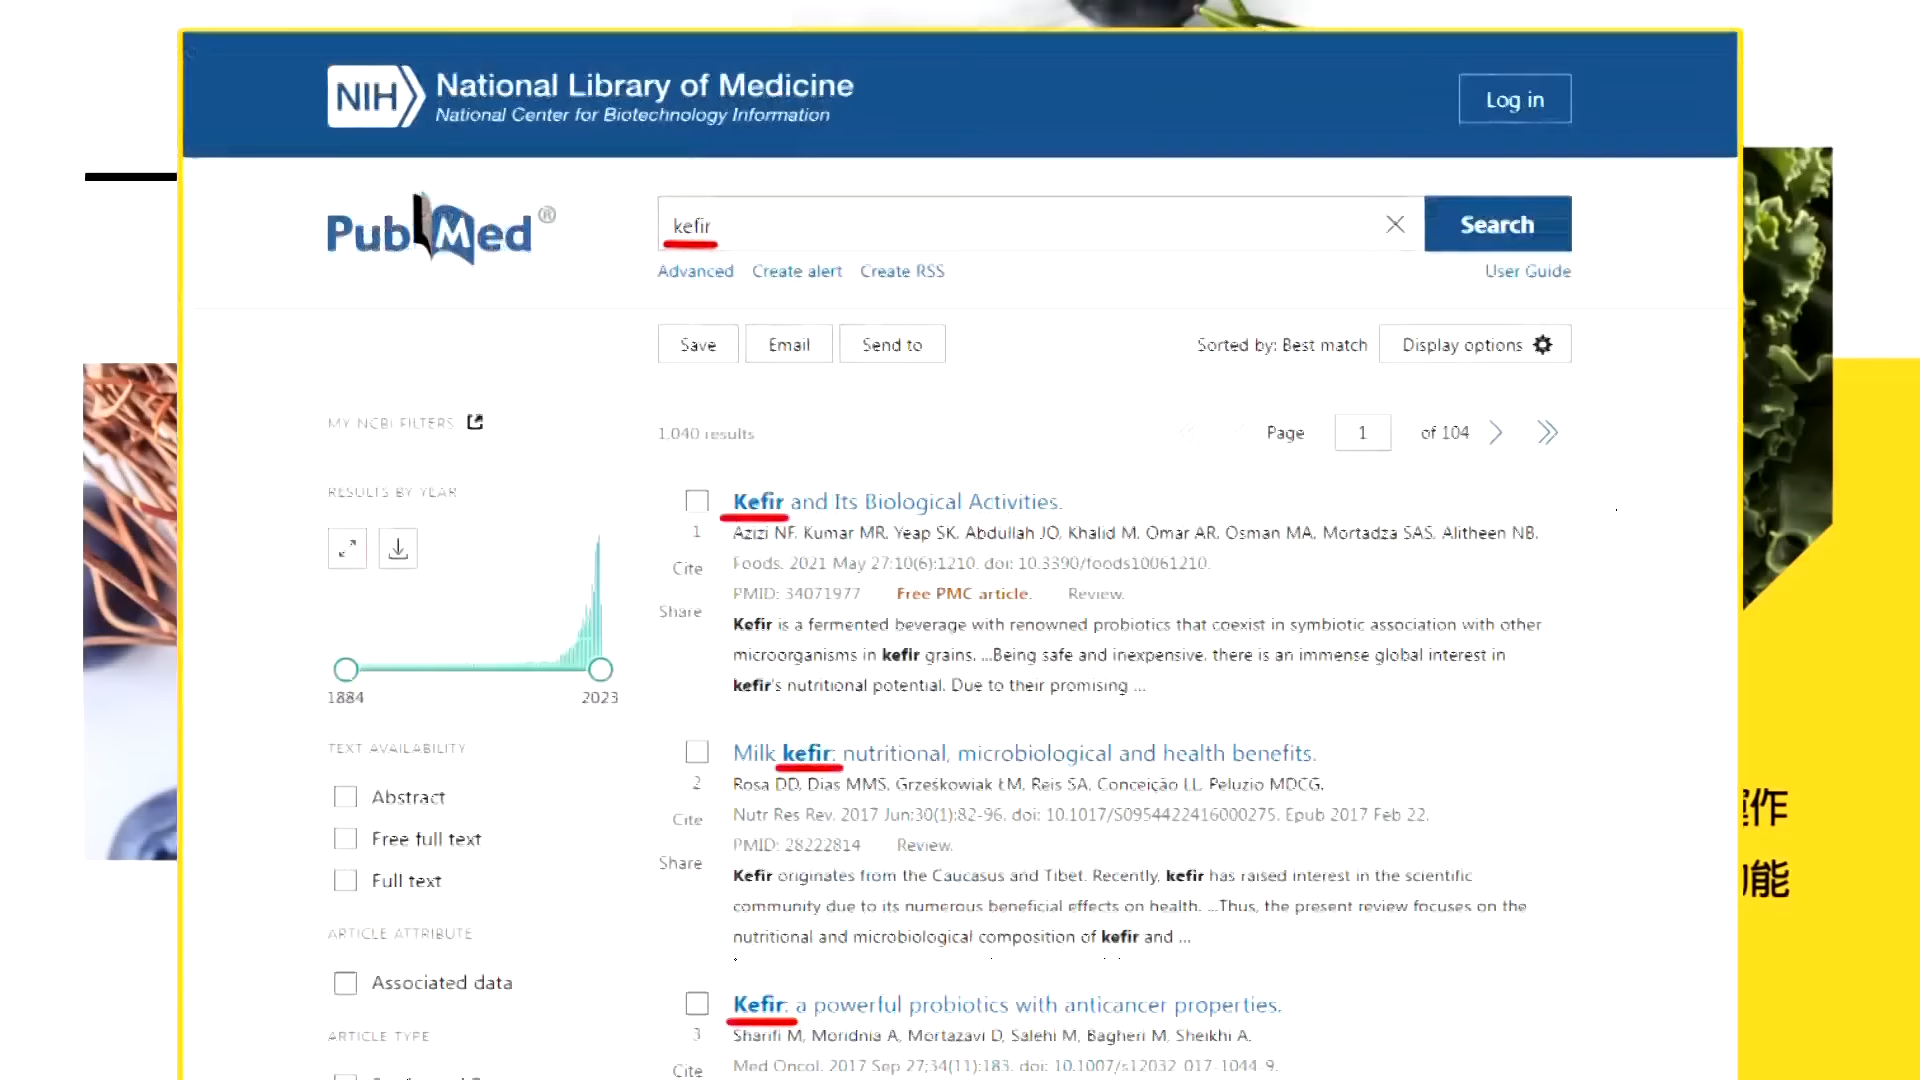 NIH National Library of Medicine
National Center for Biotechnology Information
Log in
PubMed®
kefir
Search
Advanced Create alert Create RSS
User Guide
Save Email Send to
Sorted by: Best match Display options
MY NCBI FILTERS
1,040 results
Page 1 of 104
RESULTS BY YEAR
1884 2023
TEXT AVAILABILITY
Abstract
Free full text
Full text
ARTICLE ATTRIBUTE
Associated data
ARTICLE TYPE
Kefir and Its Biological Activities.
1
Azizi NF, Kumar MR, Yeap SK, Abdullah JO, Khalid M, Omar AR, Osman MA, Mortadza SAS, Alitheen NB.
Cite
Foods. 2021 May 27;10(6):1210. doi: 10.3390/foods10061210.
PMID: 34071977 Free PMC article. Review.
Share
Kefir is a fermented beverage with renowned probiotics that coexist in symbiotic association with other
microorganisms in kefir grains. ...Being safe and inexpensive, there is an immense global interest in
kefir's nutritional potential. Due to their promising ...
Milk kefir: nutritional, microbiological and health benefits.
2
Rosa DD, Dias MMS, Grześkowiak ŁM, Reis SA, Conceição LL, Peluzio MDCG.
Cite
Nutr Res Rev. 2017 Jun;30(1):82-96. doi: 10.1017/S0954422416000275. Epub 2017 Feb 22.
PMID: 28222814 Review.
Share
Kefir originates from the Caucasus and Tibet. Recently, kefir has raised interest in the scientific
community due to its numerous beneficial effects on health. ...Thus, the present review focuses on the
nutritional and microbiological composition of kefir and ...
Kefir: a powerful probiotics with anticancer properties.
3
Sharifi M, Moridnia A, Mortazavi D, Salehi M, Bagheri M, Sheikhi A.
Cite
Med Oncol. 2017 Sep 27;34(11):183. doi: 10.1007/s12032-017-1044-9.
作
能